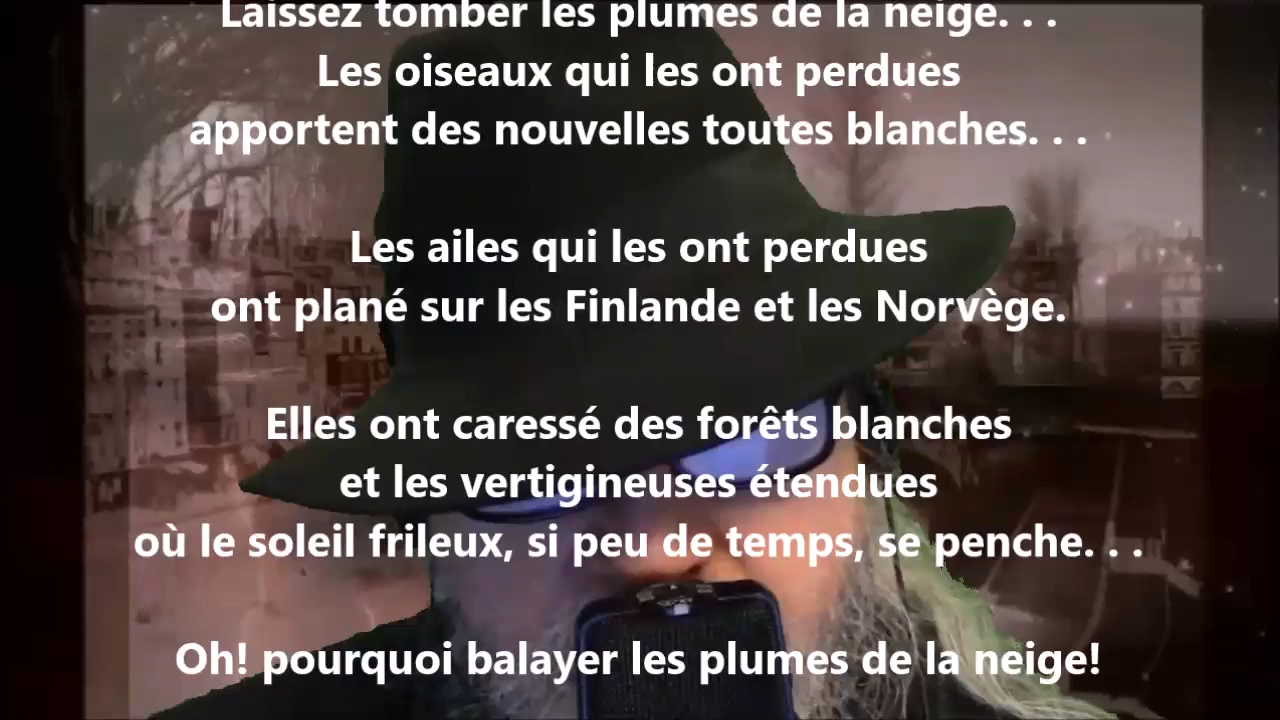 Laissez tomber les plumes de la neige. . .
Les oiseaux qui les ont perdues
apportent des nouvelles toutes blanches. . .
Les ailes qui les ont perdues
ont plané sur les Finlande et les Norvège.
Elles ont caressé des forêts blanches
et les vertigineuses étendues
où le soleil frileux, si peu de temps, se penche. . .
Oh! pourquoi balayer les plumes de la neige!